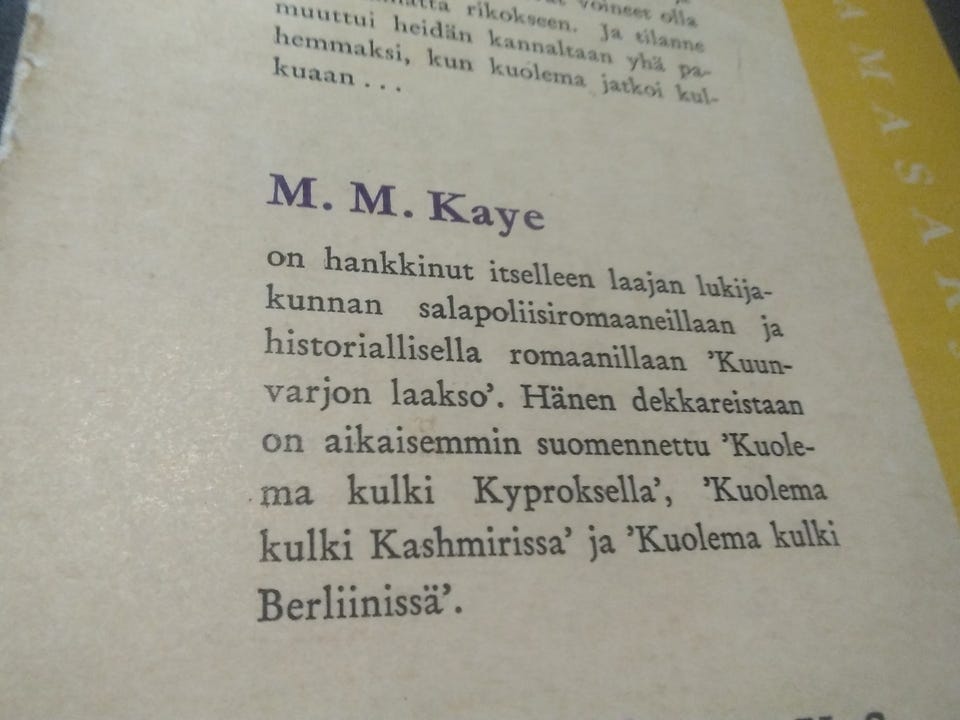 rikokseen. Ja tilanne
muuttui heidän kannaltaan yhä pa-
hemmaksi, kun kuolema jatkoi kul-
kuaan . . .
M. M. Kaye
on hankkinut itselleen laajan lukija-
kunnan salapoliisiromaaneillaan ja
historiallisella romaanillaan ’Kuun-
varjon laakso’. Hänen dekkareistaan
on aikaisemmin suomennettu ’Kuole-
ma kulki Kyproksella’, ’Kuolema
kulki Kashmirissa’ ja ’Kuolema kulki
Berliinissä’.